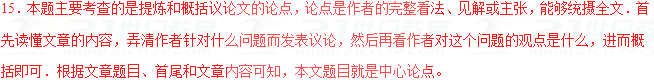 15．本题主要考查的是提炼和概括议论文的论点，论点是作者的完整看法、见解或主张，能够统摄全文．首
先读懂文章的内容，弄清作者针对什么问题而发表议论，然后再看作者对这个问题的观点是什么，进而概
括即可．根据文章题目、首尾和文章内容可知，本文题目就是中心论点。